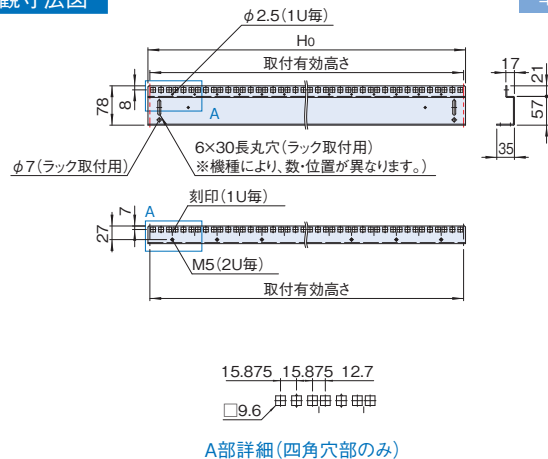 観寸法図
φ2.5(1U毎)
H0
取付有効高さ
17
21
78
8
A
57
35
φ7(ラック取付用)
6×30長丸穴(ラック取付用)
※機種により、数・位置が異なります。)
刻印(1U毎)
7
A
27
M5(2U毎)
取付有効高さ
15.875 15.875 12.7
□9.6
A部詳細(四角穴部のみ)